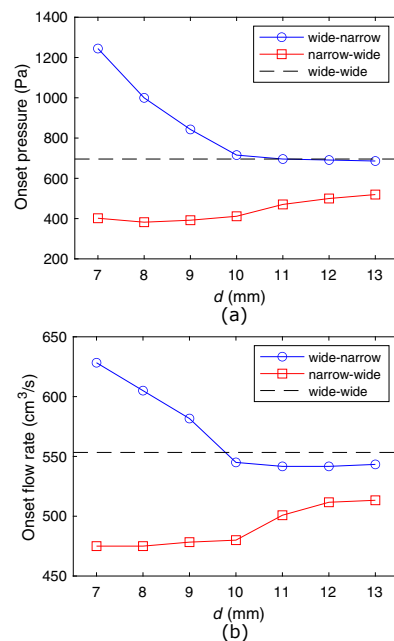 1400
1200
1000
800
600
400
200
Onset pressure (Pa)
wide-narrow
narrow-wide
wide-wide
7 8 9 10 11 12 13
d (mm)
(a)
650
600
550
500
450
Onset flow rate (cm³/s)
wide-narrow
narrow-wide
wide-wide
7 8 9 10 11 12 13
d (mm)
(b)